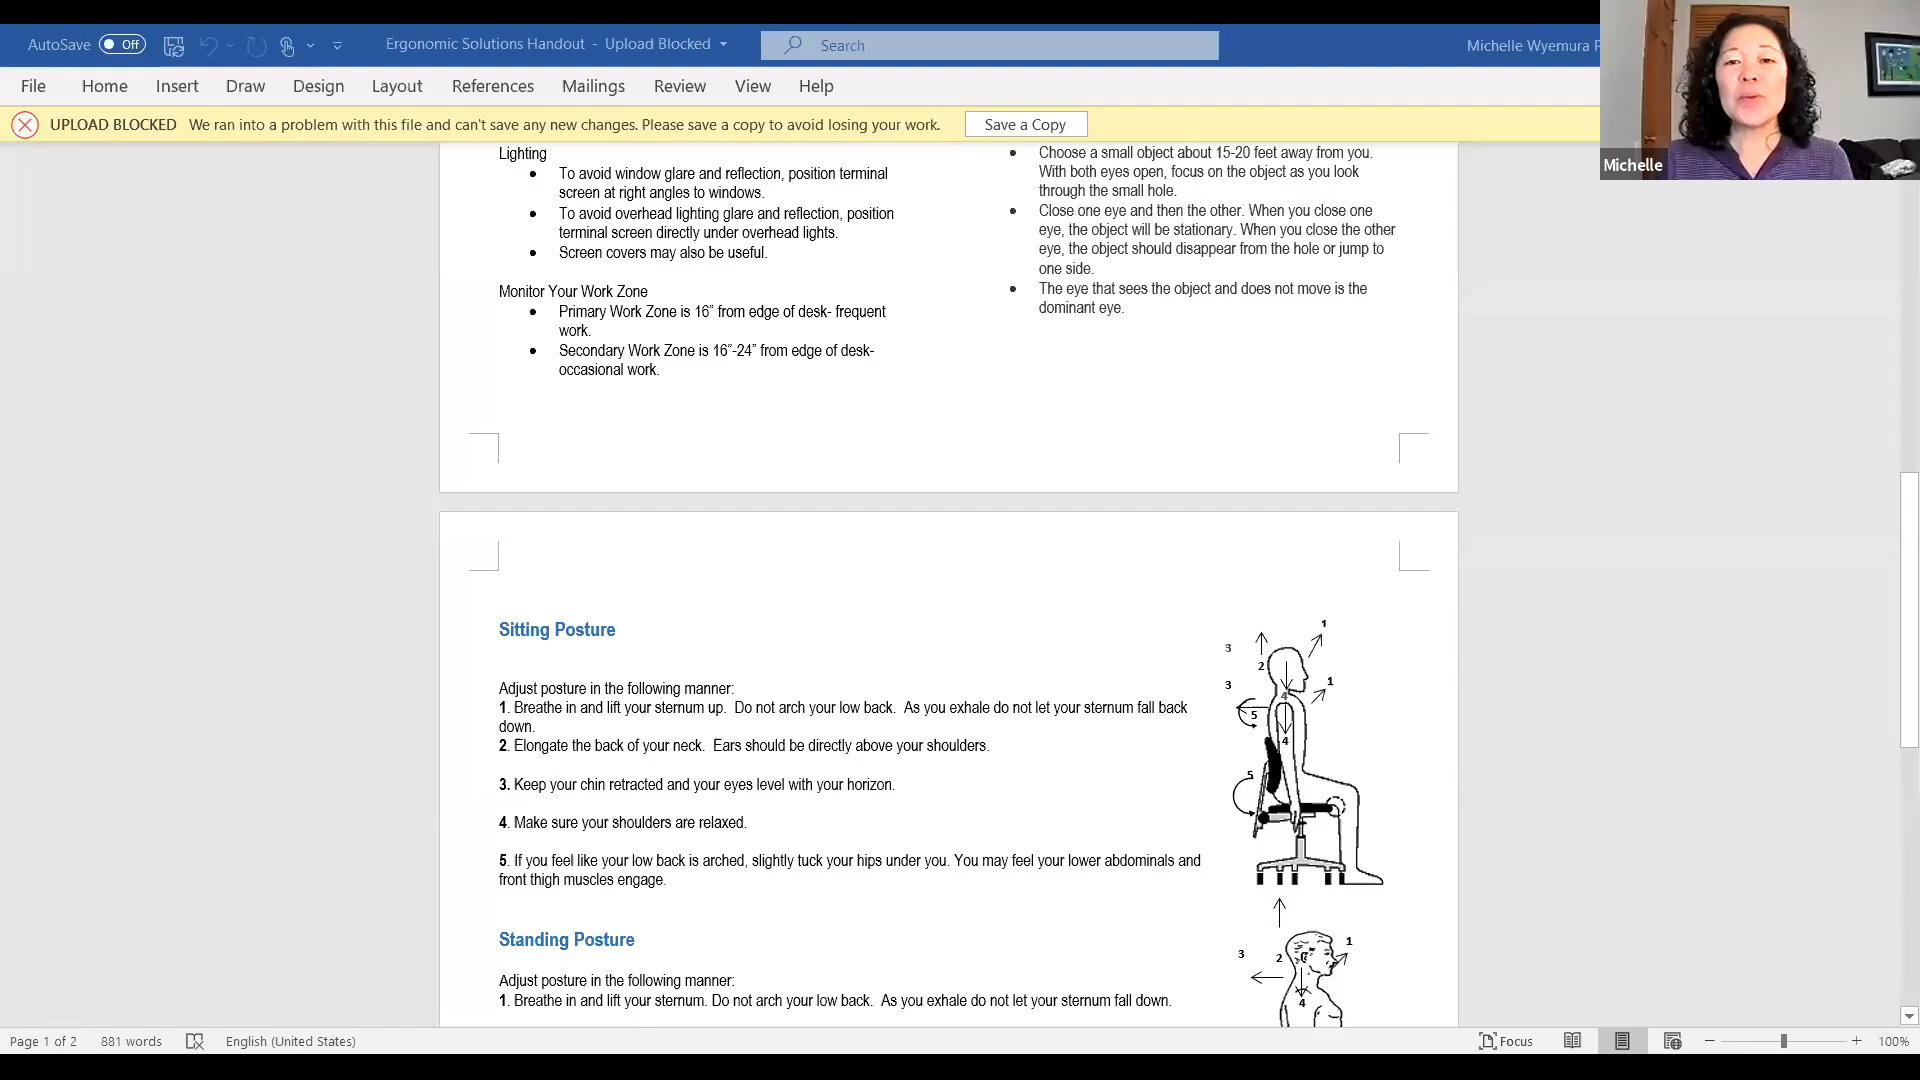 AutoSave Off Ergonomic Solutions Handout - Upload Blocked Search Michelle Wyemura P
File Home Insert Draw Design Layout References Mailings Review View Help
UPLOAD BLOCKED We ran into a problem with this file and can't save any new changes. Please save a copy to avoid losing your work. Save a Copy
Michelle
Lighting
• To avoid window glare and reflection, position terminal
screen at right angles to windows.
• To avoid overhead lighting glare and reflection, position
terminal screen directly under overhead lights.
• Screen covers may also be useful.
Monitor Your Work Zone
• Primary Work Zone is 16" from edge of desk- frequent
work.
• Secondary Work Zone is 16"-24" from edge of desk-
occasional work.
• Choose a small object about 15-20 feet away from you.
With both eyes open, focus on the object as you look
through the small hole.
• Close one eye and then the other. When you close one
eye, the object will be stationary. When you close the other
eye, the object should disappear from the hole or jump to
one side.
• The eye that sees the object and does not move is the
dominant eye.
Sitting Posture
Adjust posture in the following manner:
1. Breathe in and lift your sternum up. Do not arch your low back. As you exhale do not let your sternum fall back
down.
2. Elongate the back of your neck. Ears should be directly above your shoulders.
3. Keep your chin retracted and your eyes level with your horizon.
4. Make sure your shoulders are relaxed.
5. If you feel like your low back is arched, slightly tuck your hips under you. You may feel your lower abdominals and
front thigh muscles engage.
1
3
2
3
1
4
5
4
5
Standing Posture
Adjust posture in the following manner:
1. Breathe in and lift your sternum. Do not arch your low back. As you exhale do not let your sternum fall down.
1
3
2
4
Page 1 of 2 881 words English (United States) Focus 100%